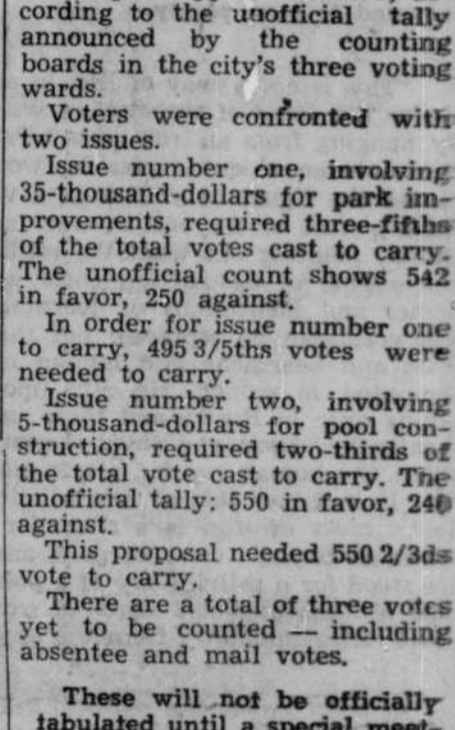 cording to the unofficial tally
announced by the counting
boards in the city's three voting
wards.
Voters were confronted with
two issues.
Issue number one, involving
35-thousand-dollars for park im-
provements, required three-fifths
of the total votes cast to carry.
The unofficial count shows 542
in favor, 250 against.
In order for issue number one
to carry, 495 3/5ths votes were
needed to carry.
Issue number two, involving
5-thousand-dollars for pool con-
struction, required two-thirds of
the total vote cast to carry. The
unofficial tally: 550 in favor, 240
against.
This proposal needed 550 2/3ds
vote to carry.
There are a total of three votes
yet to be counted — including
absentee and mail votes.
These will not be officially
tabulated until a special meet-